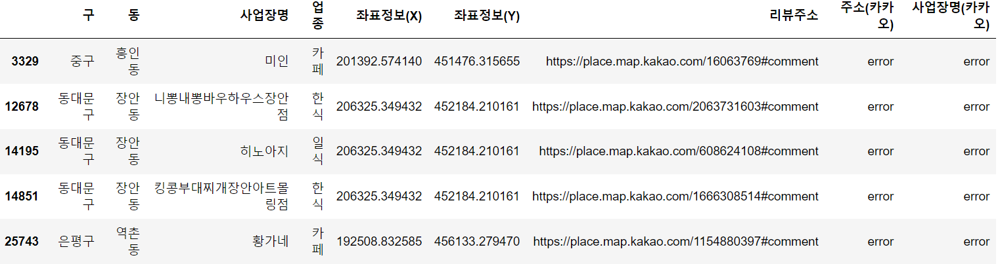 구 동 사업장명 업종 좌표정보(X) 좌표정보(Y) 리뷰주소 주소(카카오) 사업장명(카카오)
3329 중구 흥인동 미인 카페 201392.574140 451476.315655 https://place.map.kakao.com/16063769#comment error error
12678 동대문구 장안동 니뽕내뽕바우하우스장안점 한식 206325.349432 452184.210161 https://place.map.kakao.com/2063731603#comment error error
14195 동대문구 장안동 히노아지 일식 206325.349432 452184.210161 https://place.map.kakao.com/608624108#comment error error
14851 동대문구 장안동 킹콩부대찌개장안아트몰링점 한식 206325.349432 452184.210161 https://place.map.kakao.com/1666308514#comment error error
25743 은평구 역촌동 황가네 카페 192508.832585 456133.279470 https://place.map.kakao.com/1154880397#comment error error